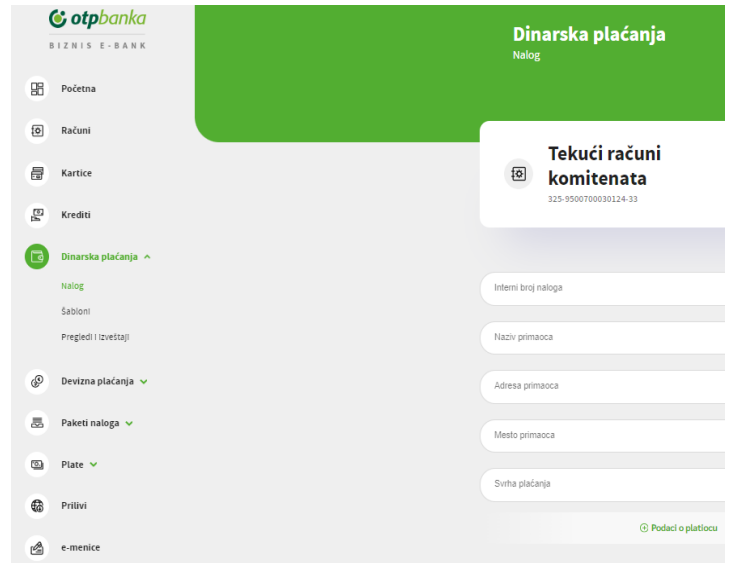 otpbanka
BIZNIS E-BANK
Početna
Računi
Kartice
Krediti
Dinarska plaćanja
Nalog
Šabloni
Pregledi i izveštaji
Devizna plaćanja
Paketi naloga
Plate
Prilivi
e-menice
Dinarska plaćanja
Nalog
Tekući računi
komitenata
325-9500700030124-33
Interni broj naloga
Naziv primaoca
Adresa primaoca
Mesto primaoca
Svrha plaćanja
Podaci o platiocu